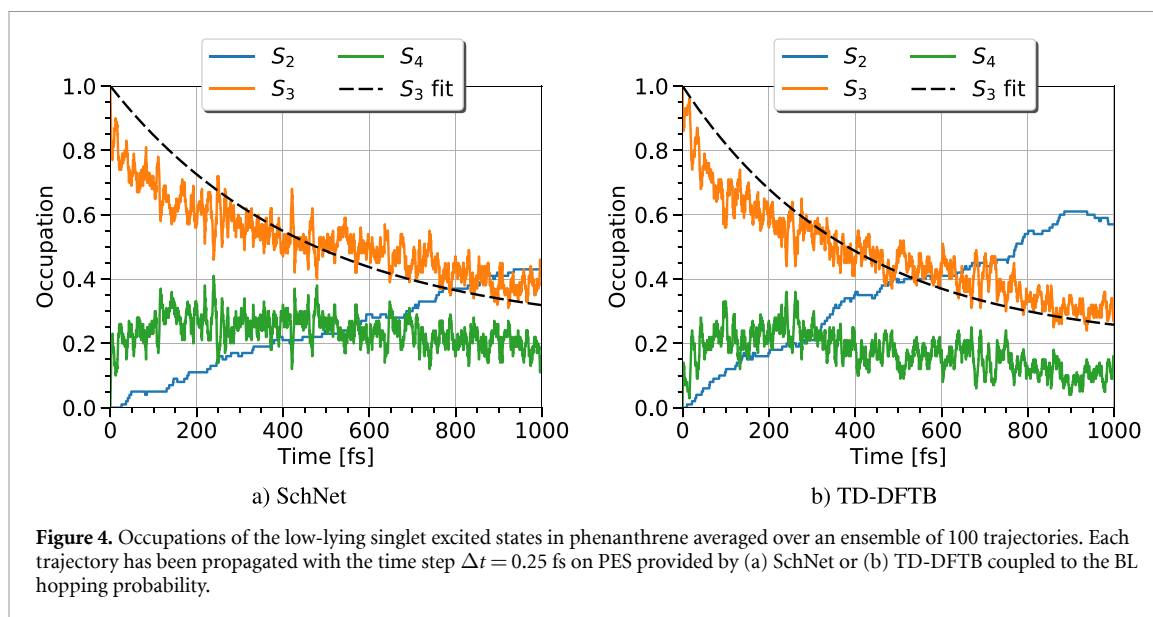 S₂ S₄
S₃ S₃ fit
1.0
0.8
0.6
0.4
0.2
0.0
Occupation
0 200 400 600 800 1000
Time [fs]
a) SchNet
S₂ S₄
S₃ S₃ fit
1.0
0.8
0.6
0.4
0.2
0.0
Occupation
0 200 400 600 800 1000
Time [fs]
b) TD-DFTB
Figure 4. Occupations of the low-lying singlet excited states in phenanthrene averaged over an ensemble of 100 trajectories. Each
trajectory has been propagated with the time step Δt = 0.25 fs on PES provided by (a) SchNet or (b) TD-DFTB coupled to the BL
hopping probability.